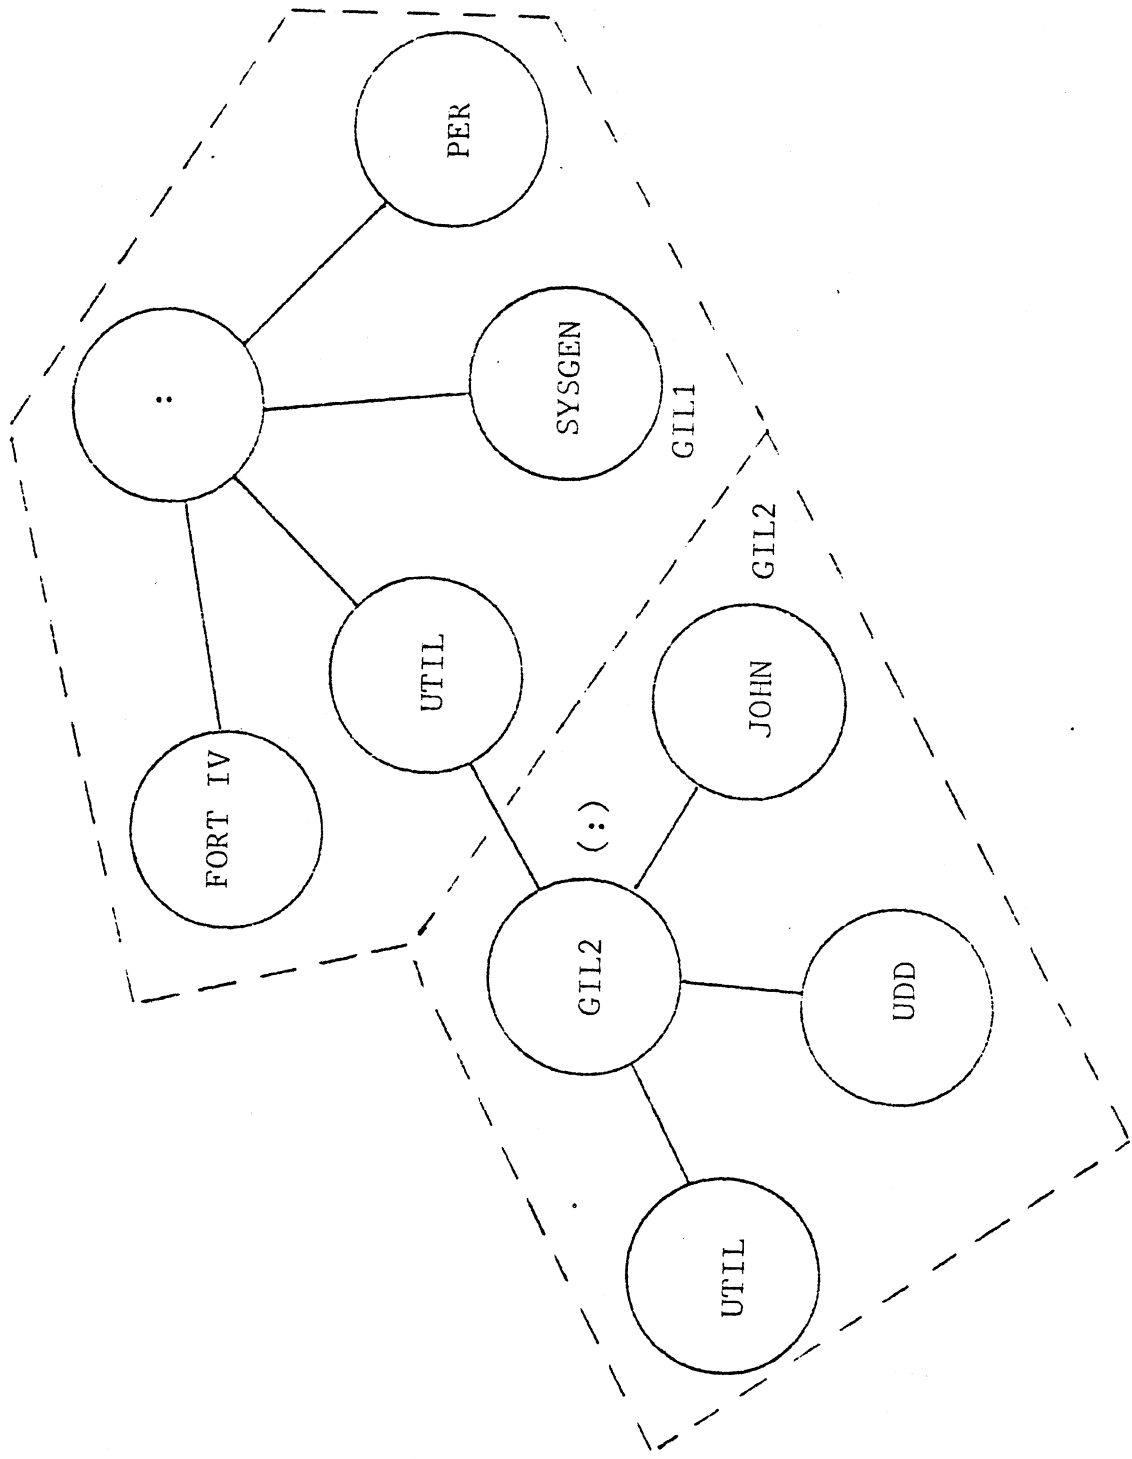 :
FORT IV
UTIL
SYSGEN
PER
GIL1
(:)
GIL2
JOHN
GIL2
UTIL
UDD